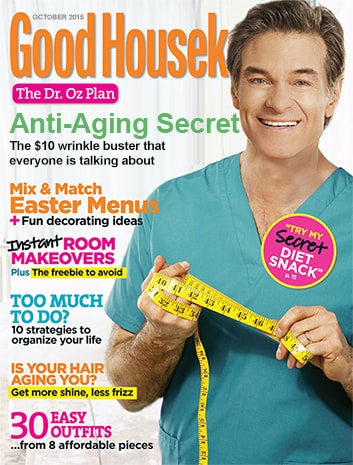 OCTOBER 2015
Good Housek
The Dr. Oz Plan
Anti-Aging Secret
The $10 wrinkle buster that
everyone is talking about
Mix & Match
Easter Menus
+ Fun decorating ideas
Instant ROOM
MAKEOVERS
Plus The freebie to avoid
"TRY MY
Secret
DIET
SNACK"
p. 15
TOO MUCH
TO DO?
10 strategies to
organize your life
IS YOUR HAIR
AGING YOU?
Get more shine, less frizz
30 EASY
OUTFITS
...from 8 affordable pieces